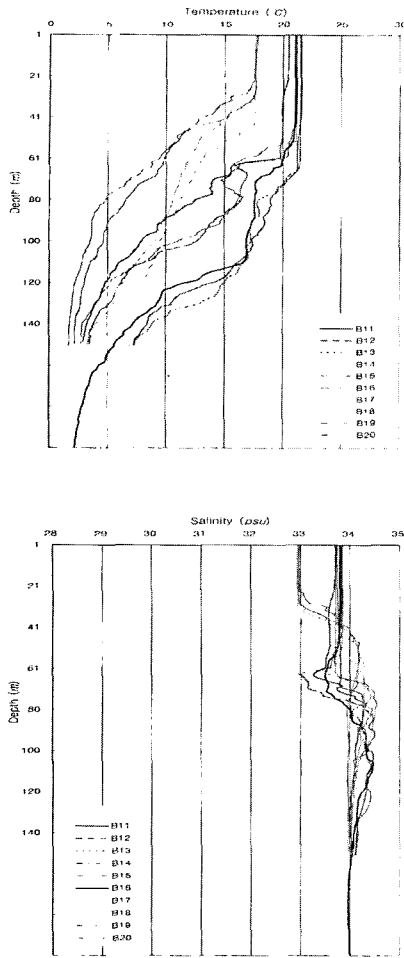 Temperature (C)
0 5 10 15 20 25 30
1
21
41
61
80
100
120
140
Depth (m)
B11
B12
B13
B14
B15
B16
B17
B18
B19
B20
Salinity (psu)
28 29 30 31 32 33 34 35
1
21
41
61
80
100
120
140
Depth (m)
B11
B12
B13
B14
B15
B16
B17
B18
B19
B20